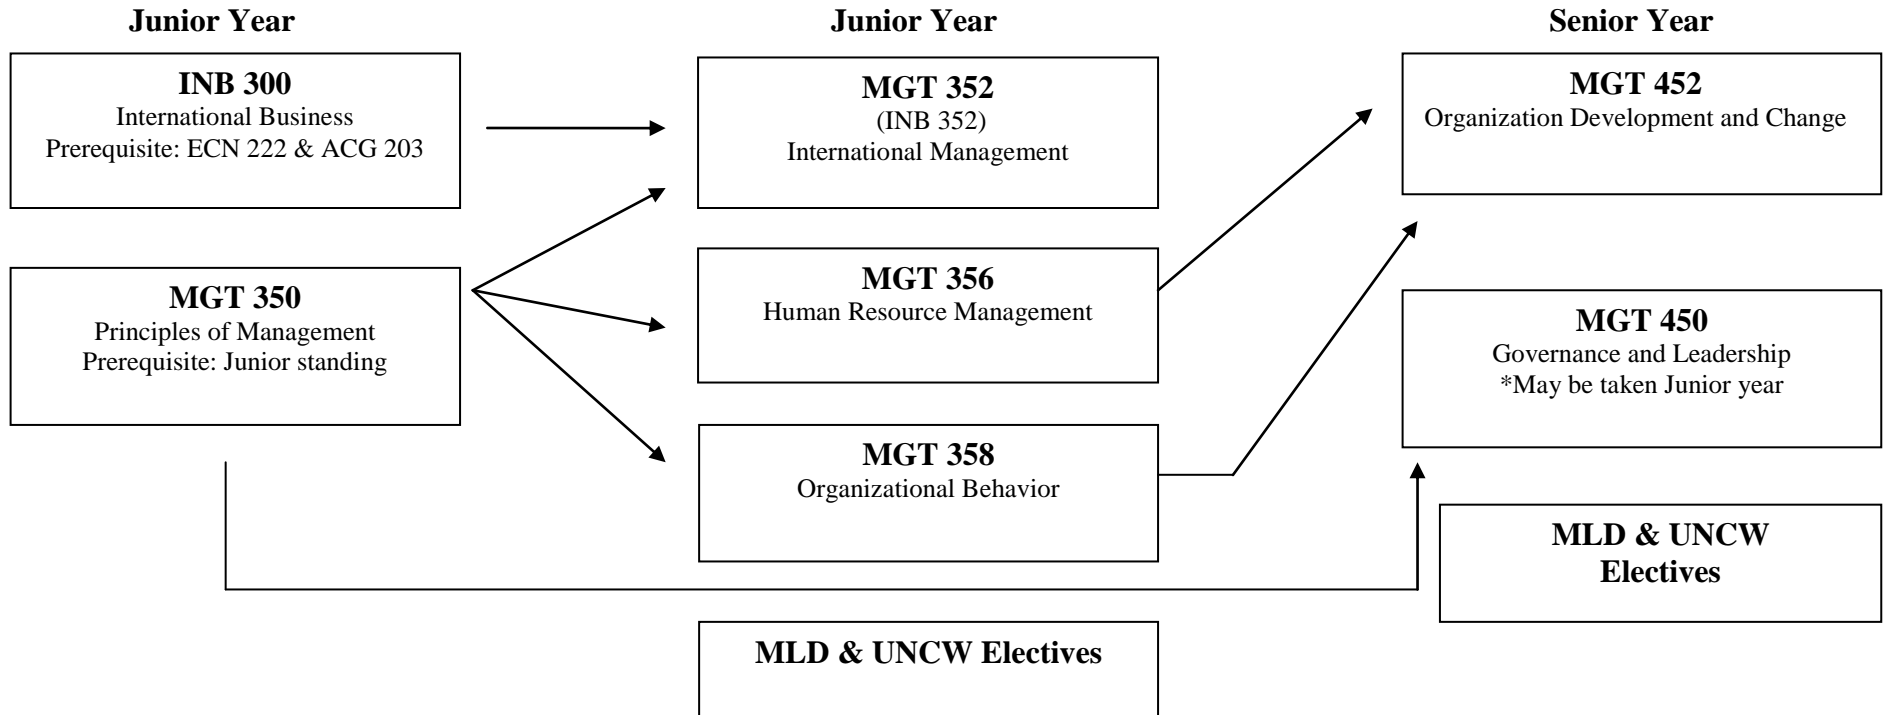 Junior Year
INB 300
International Business
Prerequisite: ECN 222 & ACG 203
MGT 350
Principles of Management
Prerequisite: Junior standing
Junior Year
MGT 352
(INB 352)
International Management
MGT 356
Human Resource Management
MGT 358
Organizational Behavior
MLD & UNCW Electives
Senior Year
MGT 452
Organization Development and Change
MGT 450
Governance and Leadership
*May be taken Junior year
MLD & UNCW
Electives